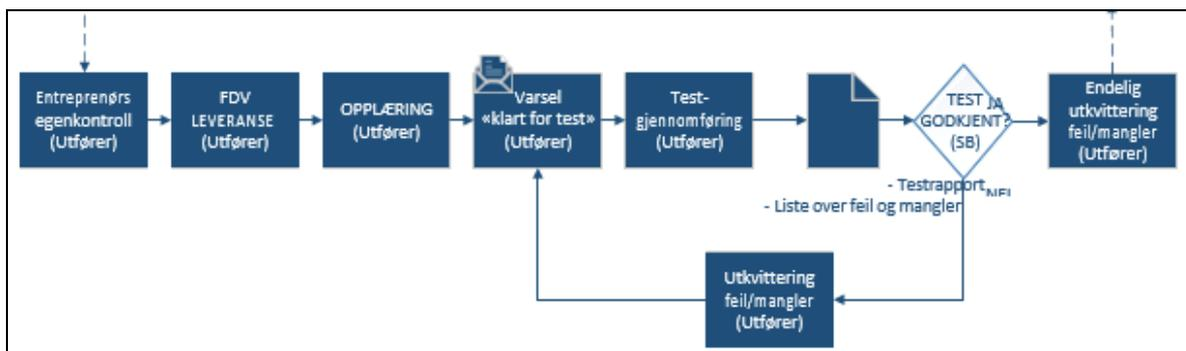 Entreprenørs
egenkontroll
(Utfører)
FDV
LEVERANSE
(Utfører)
OPPLÆRING
(Utfører)
Varsel
«klart for test»
(Utfører)
Test-
gjennomføring
(Utfører)
TEST
GODKJENT?
(SB)
JA
Endelig
utkvittering
feil/mangler
(Utfører)
- Testrapport
- Liste over feil og mangler
NEI
Utkvittering
feil/mangler
(Utfører)